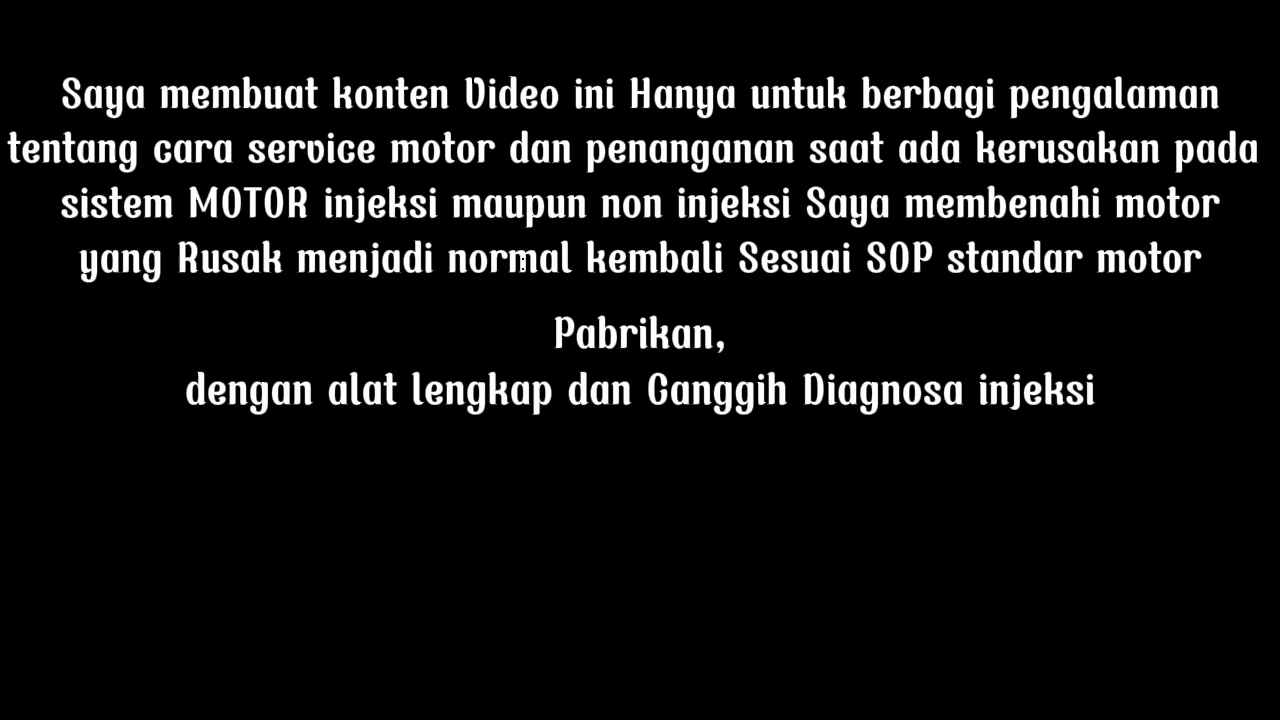 Saya membuat konten Video ini Hanya untuk berbagi pengalaman
tentang cara service motor dan penanganan saat ada kerusakan pada
sistem MOTOR injeksi maupun non injeksi Saya membenahi motor
yang Rusak menjadi normal kembali Sesuai SOP standar motor
Pabrikan,
dengan alat lengkap dan Canggih Diagnosa injeksi